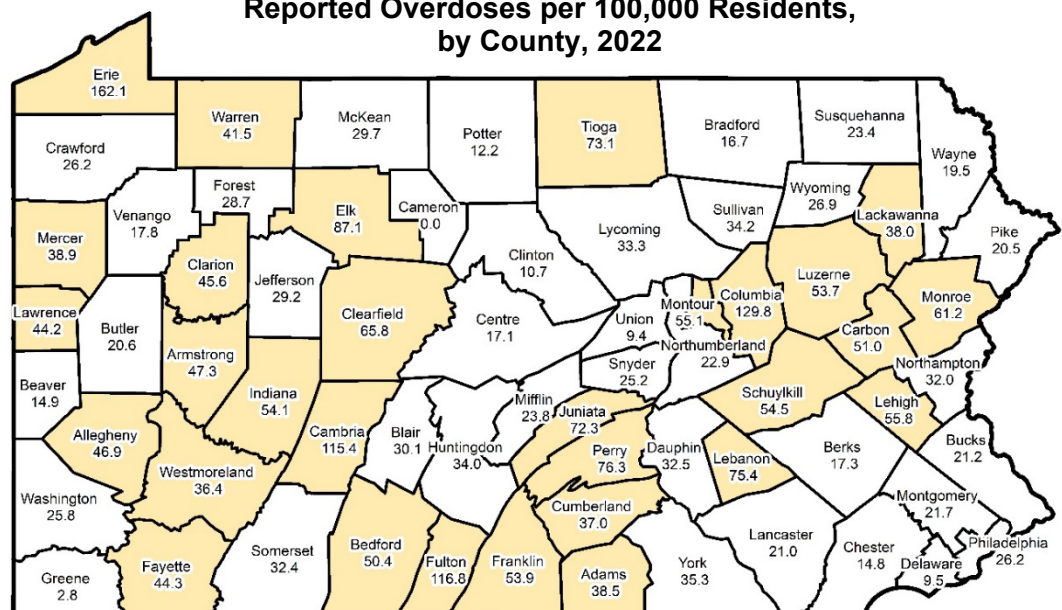 Reported Overdoses per 100,000 Residents,
by County, 2022
Erie
162.1
Warren
41.5
McKean
29.7
Potter
12.2
Tioga
73.1
Bradford
16.7
Susquehanna
23.4
Wayne
19.5
Crawford
26.2
Forest
28.7
Elk
87.1
Cameron
0.0
Wyoming
26.9
Lackawanna
38.0
Pike
20.5
Mercer
38.9
Venango
17.8
Clarion
45.6
Jefferson
29.2
Clinton
10.7
Lycoming
33.3
Sullivan
34.2
Luzerne
53.7
Monroe
61.2
Lawrence
44.2
Butler
20.6
Clearfield
65.8
Centre
17.1
Union
9.4
Montour
55.1
Columbia
129.8
Carbon
51.0
Armstrong
47.3
Northumberland
22.9
Snyder
25.2
Northampton
32.0
Beaver
14.9
Indiana
54.1
Mifflin
23.8
Juniata
72.3
Schuylkill
54.5
Lehigh
55.8
Allegheny
46.9
Cambria
115.4
Blair
30.1
Huntingdon
34.0
Perry
76.3
Dauphin
32.5
Lebanon
75.4
Berks
17.3
Bucks
21.2
Westmoreland
36.4
Washington
25.8
Cumberland
37.0
Montgomery
21.7
Somerset
32.4
Bedford
50.4
Fulton
116.8
Franklin
53.9
Adams
38.5
York
35.3
Lancaster
21.0
Chester
14.8
Delaware
9.5
Philadelphia
26.2
Greene
2.8
Fayette
44.3